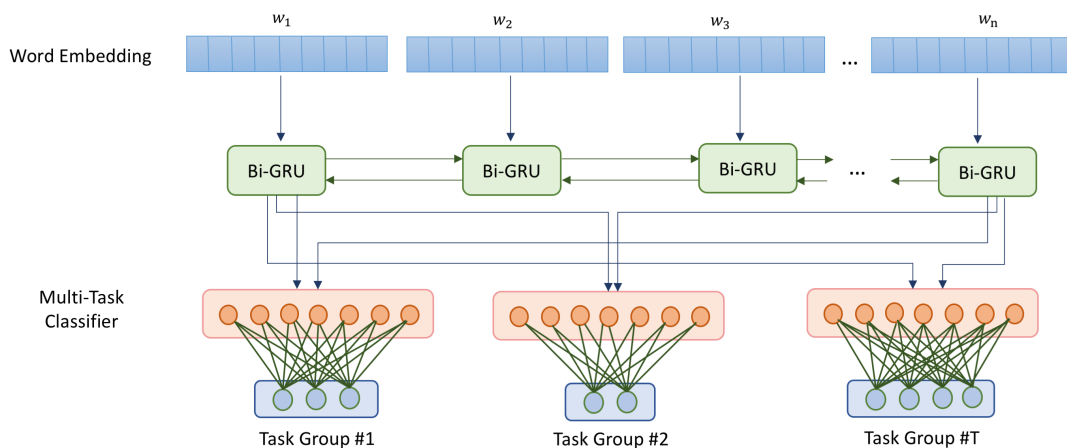 w₁ w₂ w₃ wₙ
Word Embedding
...
Bi-GRU Bi-GRU Bi-GRU ... Bi-GRU
Multi-Task
Classifier
Task Group #1 Task Group #2 Task Group #T